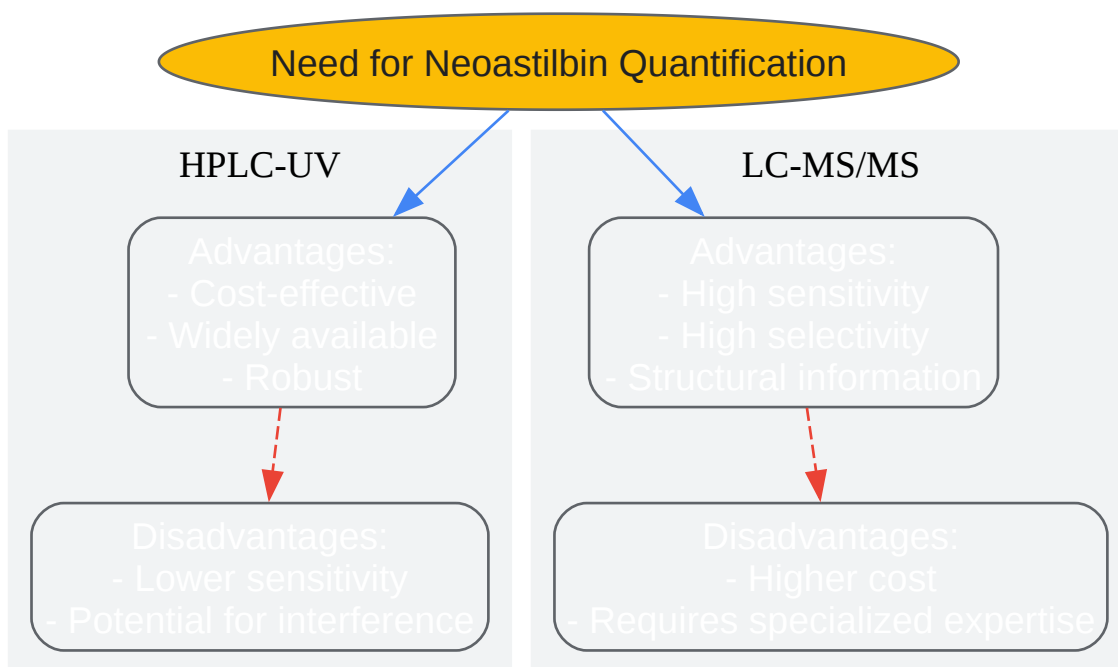 Need for Neoastilbin Quantification
HPLC-UV
Advantages:
- Cost-effective
- Widely available
- Robust
Disadvantages:
- Lower sensitivity
- Potential for interference
LC-MS/MS
Advantages:
- High sensitivity
- High selectivity
- Structural information
Disadvantages:
- Higher cost
- Requires specialized expertise